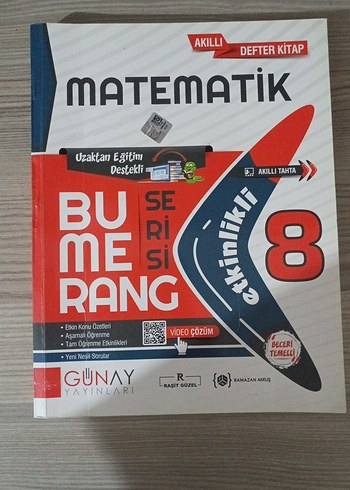 AKILLI
DEFTER KİTAP
MATEMATİK
Uzaktan Eğitim
Destekli
AKILLI TAHTA
BU
ME
RANG
SERİSİ
etkinlikli
8
• Etkin Konu Özetleri
• Aşamalı Öğrenme
• Tam Öğrenme Etkinlikleri
• Yeni Nesil Sorular
VİDEO ÇÖZÜM
BECERİ
TEMELLİ
GÜNAY
YAYINLARI
R
RAŞİT GÜZEL
RAMAZAN AKKUŞ